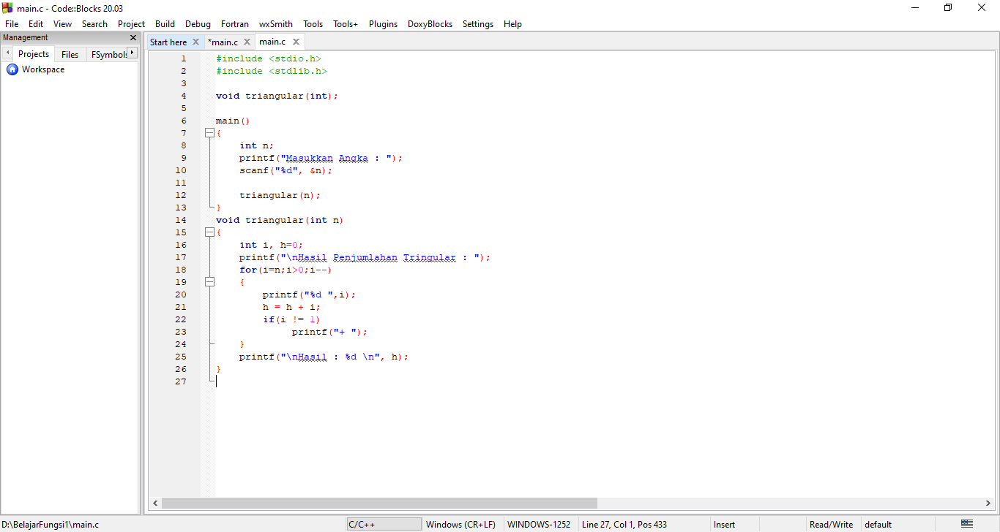 main.c - Code::Blocks 20.03
File Edit View Search Project Build Debug Fortran wxSmith Tools Tools+ Plugins DoxyBlocks Settings Help
Management
Projects Files FSymbols
Workspace
Start here *main.c main.c
1 #include <stdio.h>
2 #include <stdlib.h>
3
4 void triangular(int);
5
6 main()
7 {
8 int n;
9 printf("Masukkan Angka : ");
10 scanf("%d", &n);
11
12 triangular(n);
13 }
14 void triangular(int n)
15 {
16 int i, h=0;
17 printf("\nHasil Penjumlahan Tringular : ");
18 for(i=n;i>0;i--)
19 {
20 printf("%d ",i);
21 h = h + i;
22 if(i != 1)
23 printf("+ ");
24 }
25 printf("\nHasil : %d \n", h);
26 }
27
D:\BelajarFungsi1\main.c C/C++ Windows (CR+LF) WINDOWS-1252 Line 27, Col 1, Pos 433 Insert Read/Write default